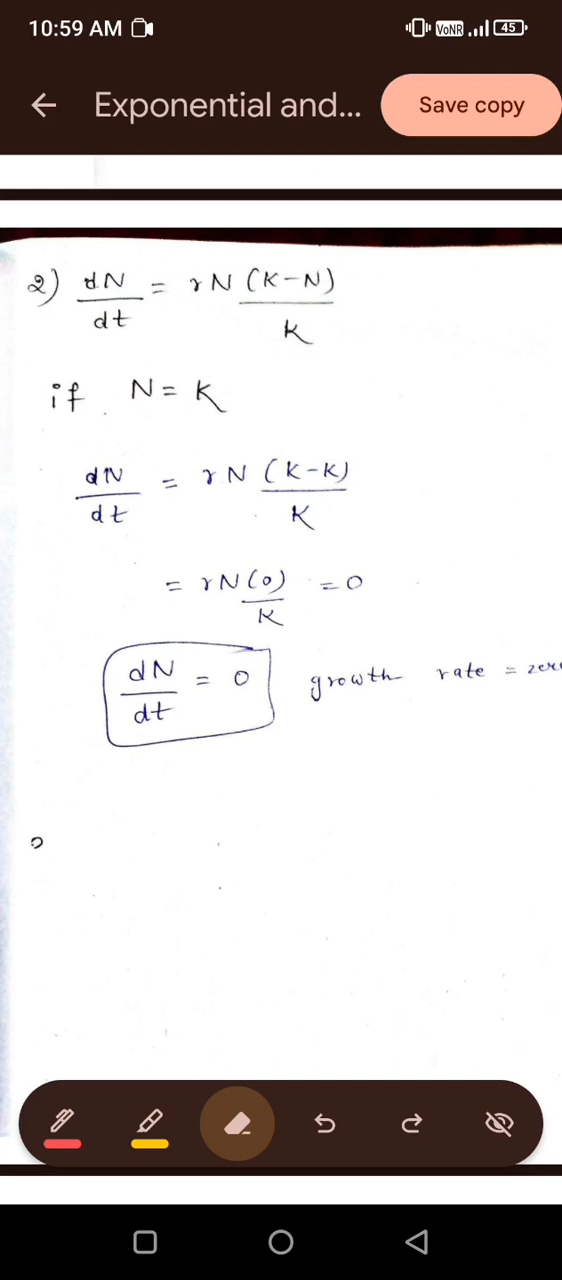 10:59 AM VoNR 45
Exponential and... Save copy
2) dN/dt = rN (K-N)/K
if N = K
dN/dt = rN (K-K)/K
= rN(0)/K = 0
dN/dt = 0 growth rate = zero